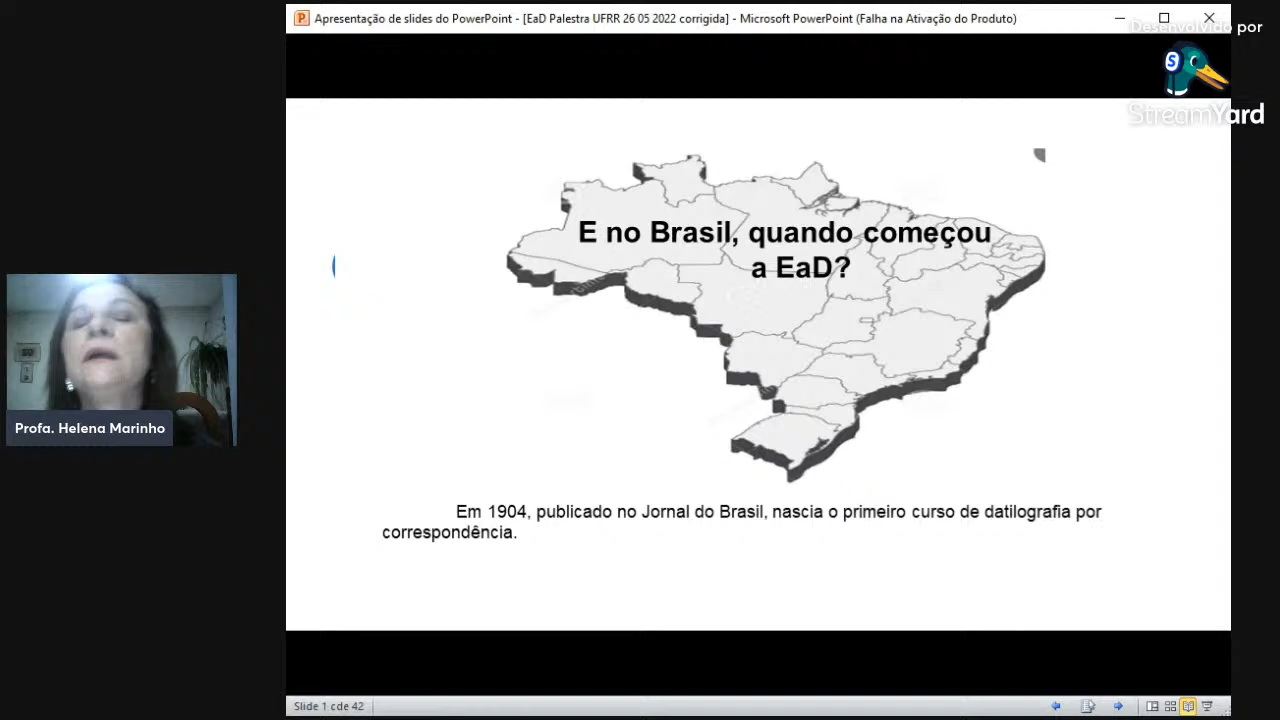 Apresentação de slides do PowerPoint - [EaD Palestra UFRR 26 05 2022 corrigida] - Microsoft PowerPoint (Falha na Ativação do Produto)
Desenvolvido por
StreamYard
E no Brasil, quando começou
a EaD?
Profa. Helena Marinho
Em 1904, publicado no Jornal do Brasil, nascia o primeiro curso de datilografia por
correspondência.
Slide 1 cde 42